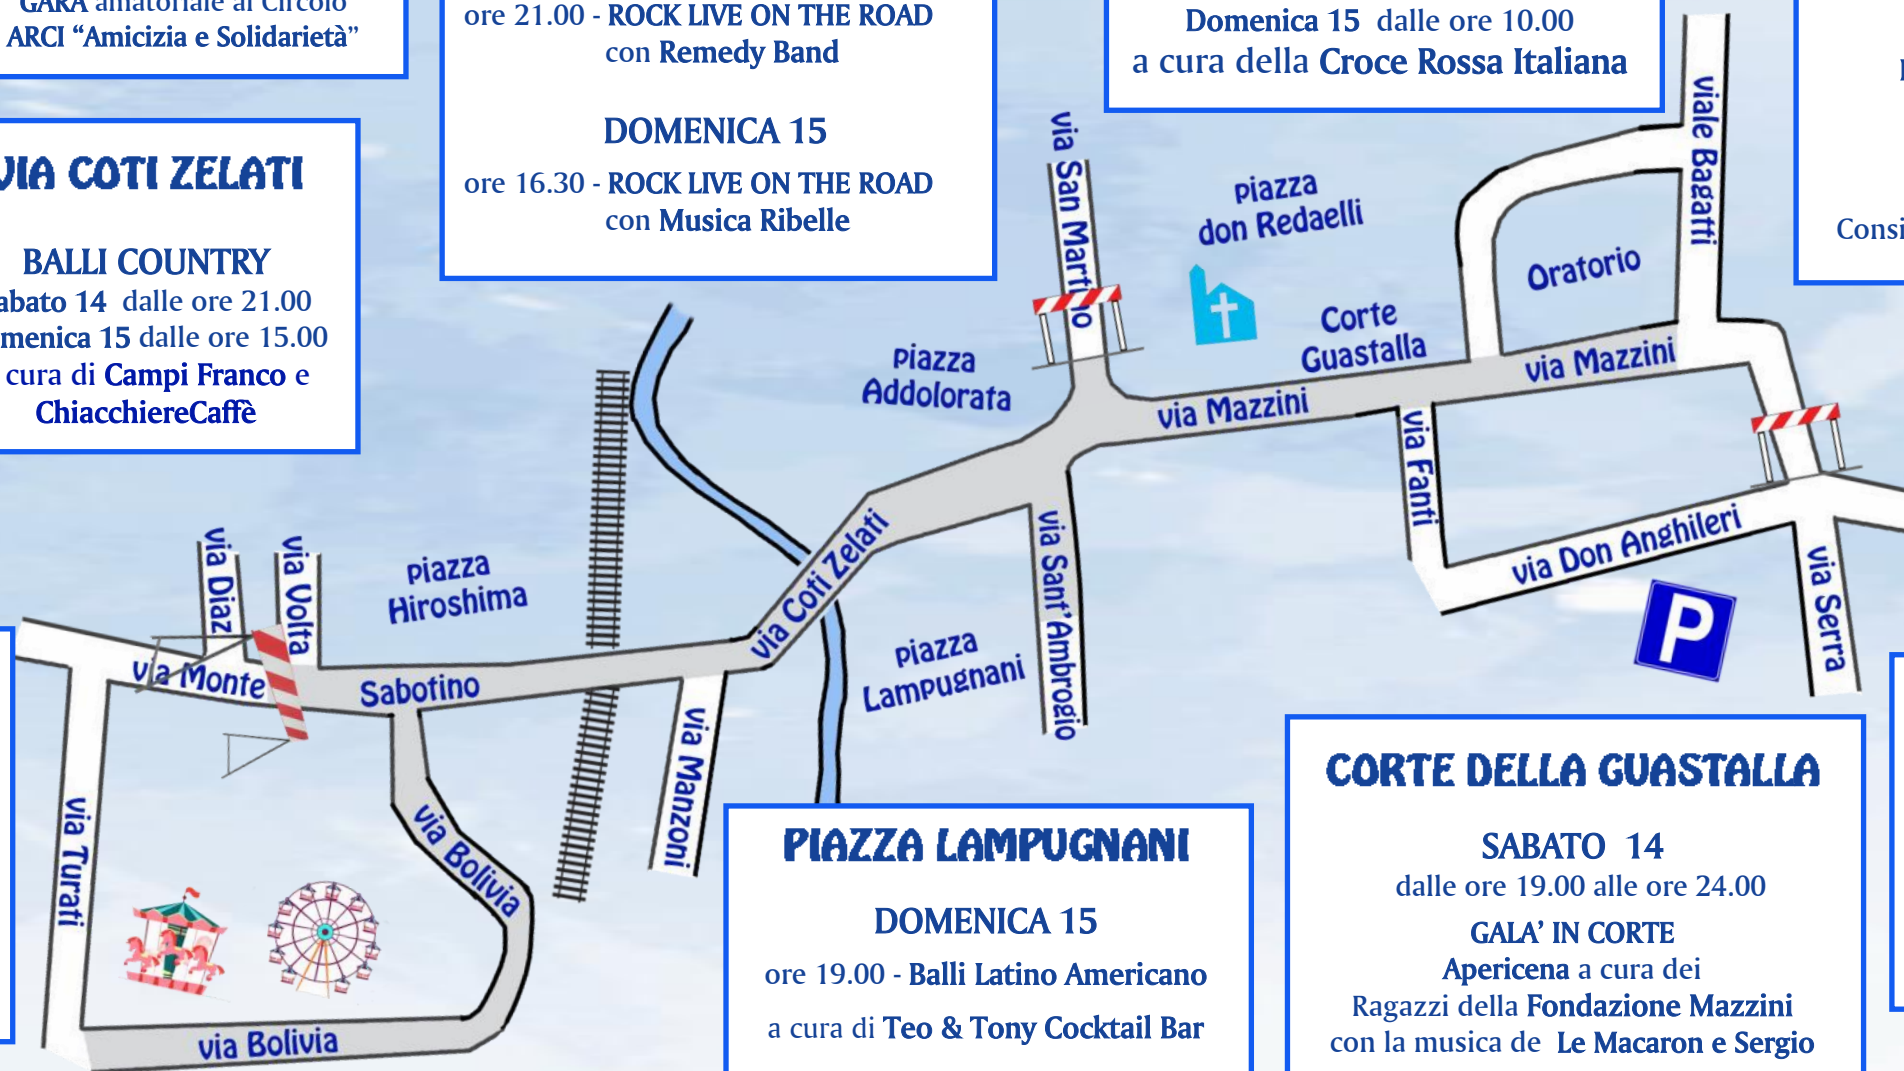 GARA amatoriale al Circolo
ARCI “Amicizia e Solidarietà”
ore 21.00 - ROCK LIVE ON THE ROAD
con Remedy Band
DOMENICA 15
ore 16.30 - ROCK LIVE ON THE ROAD
con Musica Ribelle
Domenica 15 dalle ore 10.00
a cura della Croce Rossa Italiana
VIA COTI ZELATI
BALLI COUNTRY
abato 14 dalle ore 21.00
menica 15 dalle ore 15.00
cura di Campi Franco e
ChiacchiereCaffè
Consi
via San Martino
piazza
don Redaelli
viale Bagatti
Oratorio
Corte
Guastalla
piazza
Addolorata
via Mazzini
via Mazzini
via Fanti
via Don Anghileri
P
via Serra
via Coti Zelati
via Sant’Ambrogio
piazza
Lampugnani
via Diaz
via Volta
piazza
Hiroshima
via Monte
Sabotino
via Manzoni
via Turati
via Bolivia
via Bolivia
PIAZZA LAMPUGNANI
DOMENICA 15
ore 19.00 - Balli Latino Americano
a cura di Teo & Tony Cocktail Bar
CORTE DELLA GUASTALLA
SABATO 14
dalle ore 19.00 alle ore 24.00
GALA’ IN CORTE
Apericena a cura dei
Ragazzi della Fondazione Mazzini
con la musica de Le Macaron e Sergio